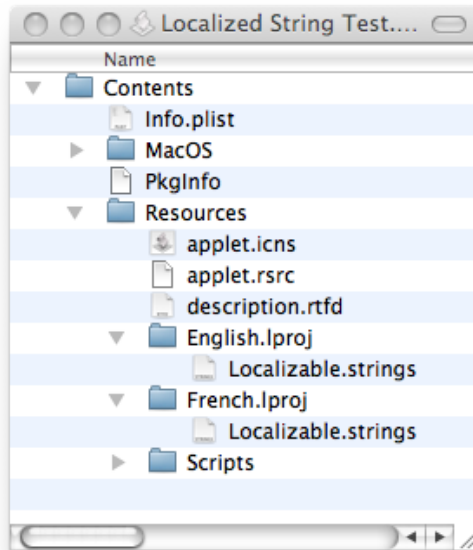 Localized String Test....
Name
Contents
Info.plist
MacOS
PkgInfo
Resources
applet.icns
applet.rsrc
description.rtfd
English.lproj
Localizable.strings
French.lproj
Localizable.strings
Scripts